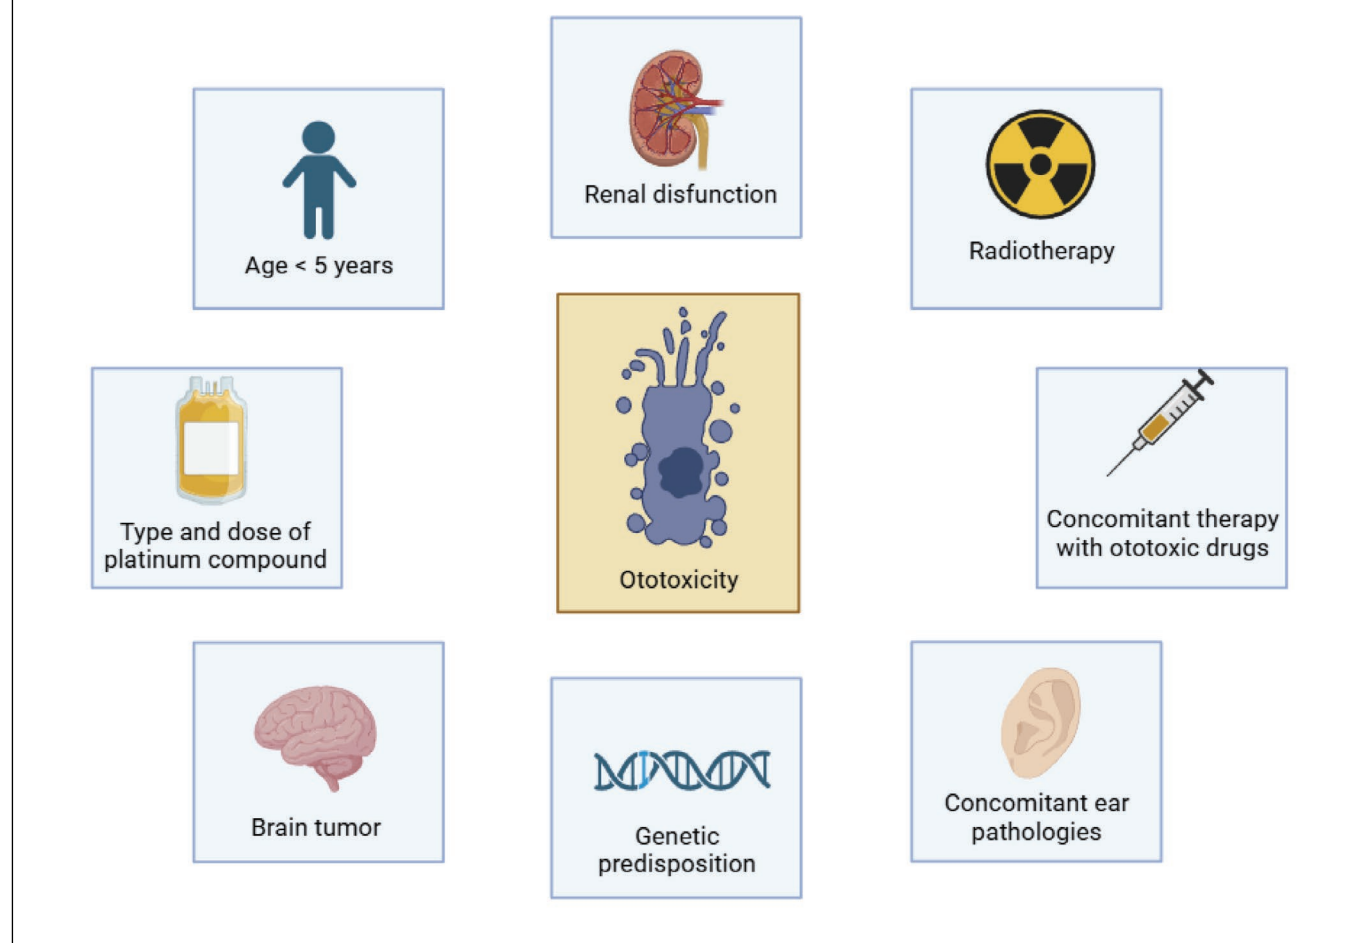 Renal disfunction
Age < 5 years
Radiotherapy
Type and dose of
platinum compound
Ototoxicity
Concomitant therapy
with ototoxic drugs
Brain tumor
Genetic
predisposition
Concomitant ear
pathologies